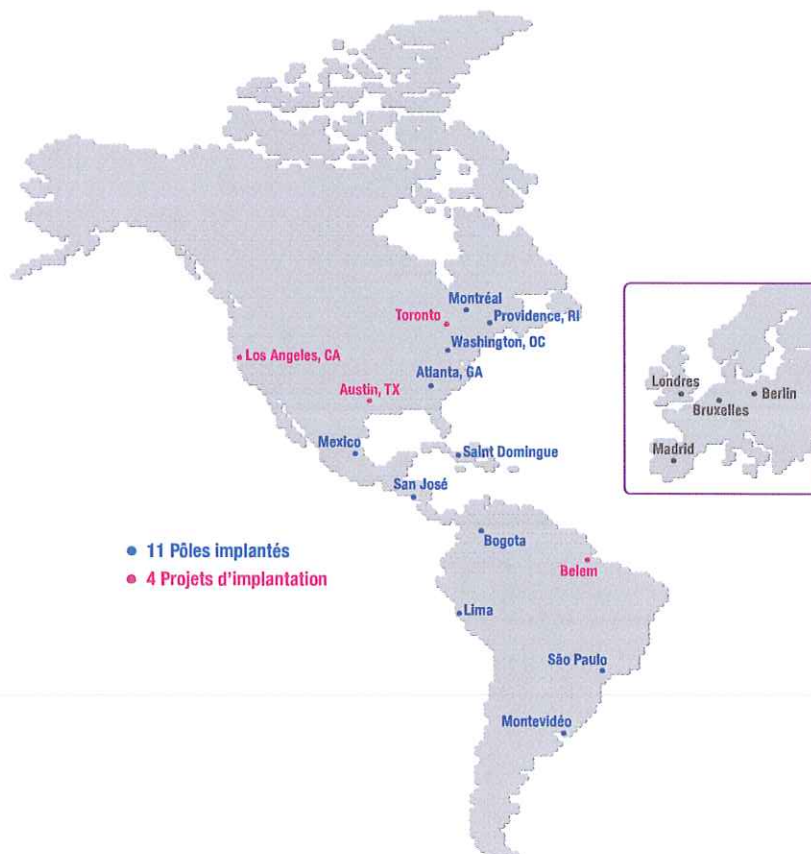 Montréal
Toronto
Providence, RI
Washington, OC
Los Angeles, CA
Atlanta, GA
Austin, TX
Mexico
Saint Domingue
San José
Bogota
Belem
Lima
São Paulo
Montevidéo
• 11 Pôles implantés
• 4 Projets d'implantation
Londres
Berlin
Bruxelles
Madrid